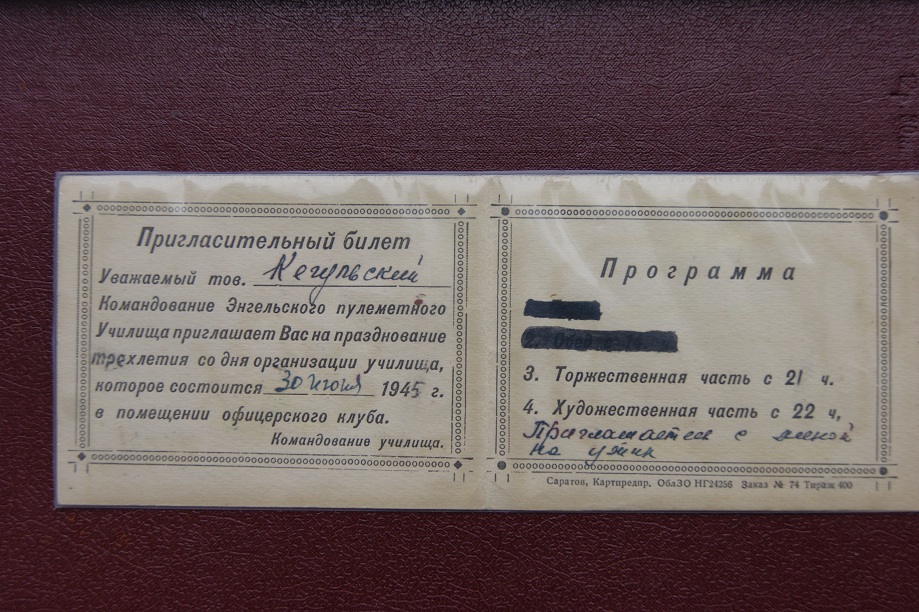 Пригласительный билет
Уважаемый тов.
Командование Энгельского пулеметного
Училища приглашает Вас на празднование
трехлетия со дня организации училища,
которое состоится 30 июня 1945 г.
в помещении офицерского клуба.
Командование училища.
Программа
3. Торжественная часть с 21 ч.
4. Художественная часть с 22 ч,
Приглашаетесь с женой
на ужин
Саратов, Картпредпр. ОблЗО НГ24256 Заказ № 74 Тираж 400